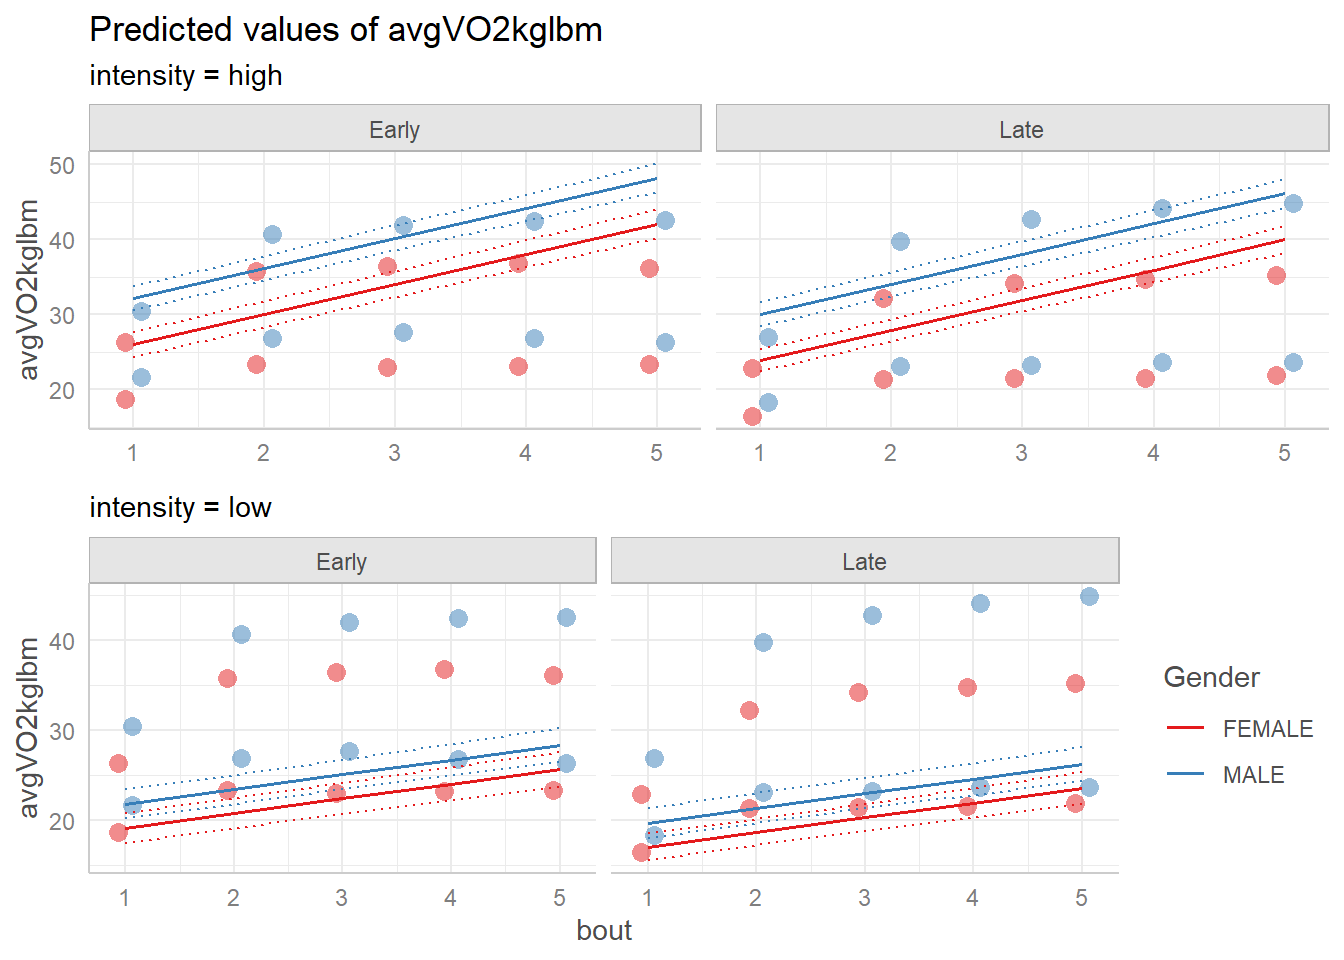 Predicted values of avgVO2kglbm
intensity = high
Early
Late
avgVO2kglbm
50
40
30
20
1 2 3 4 5
1 2 3 4 5
intensity = low
Early
Late
avgVO2kglbm
40
30
20
1 2 3 4 5
1 2 3 4 5
bout
Gender
FEMALE
MALE